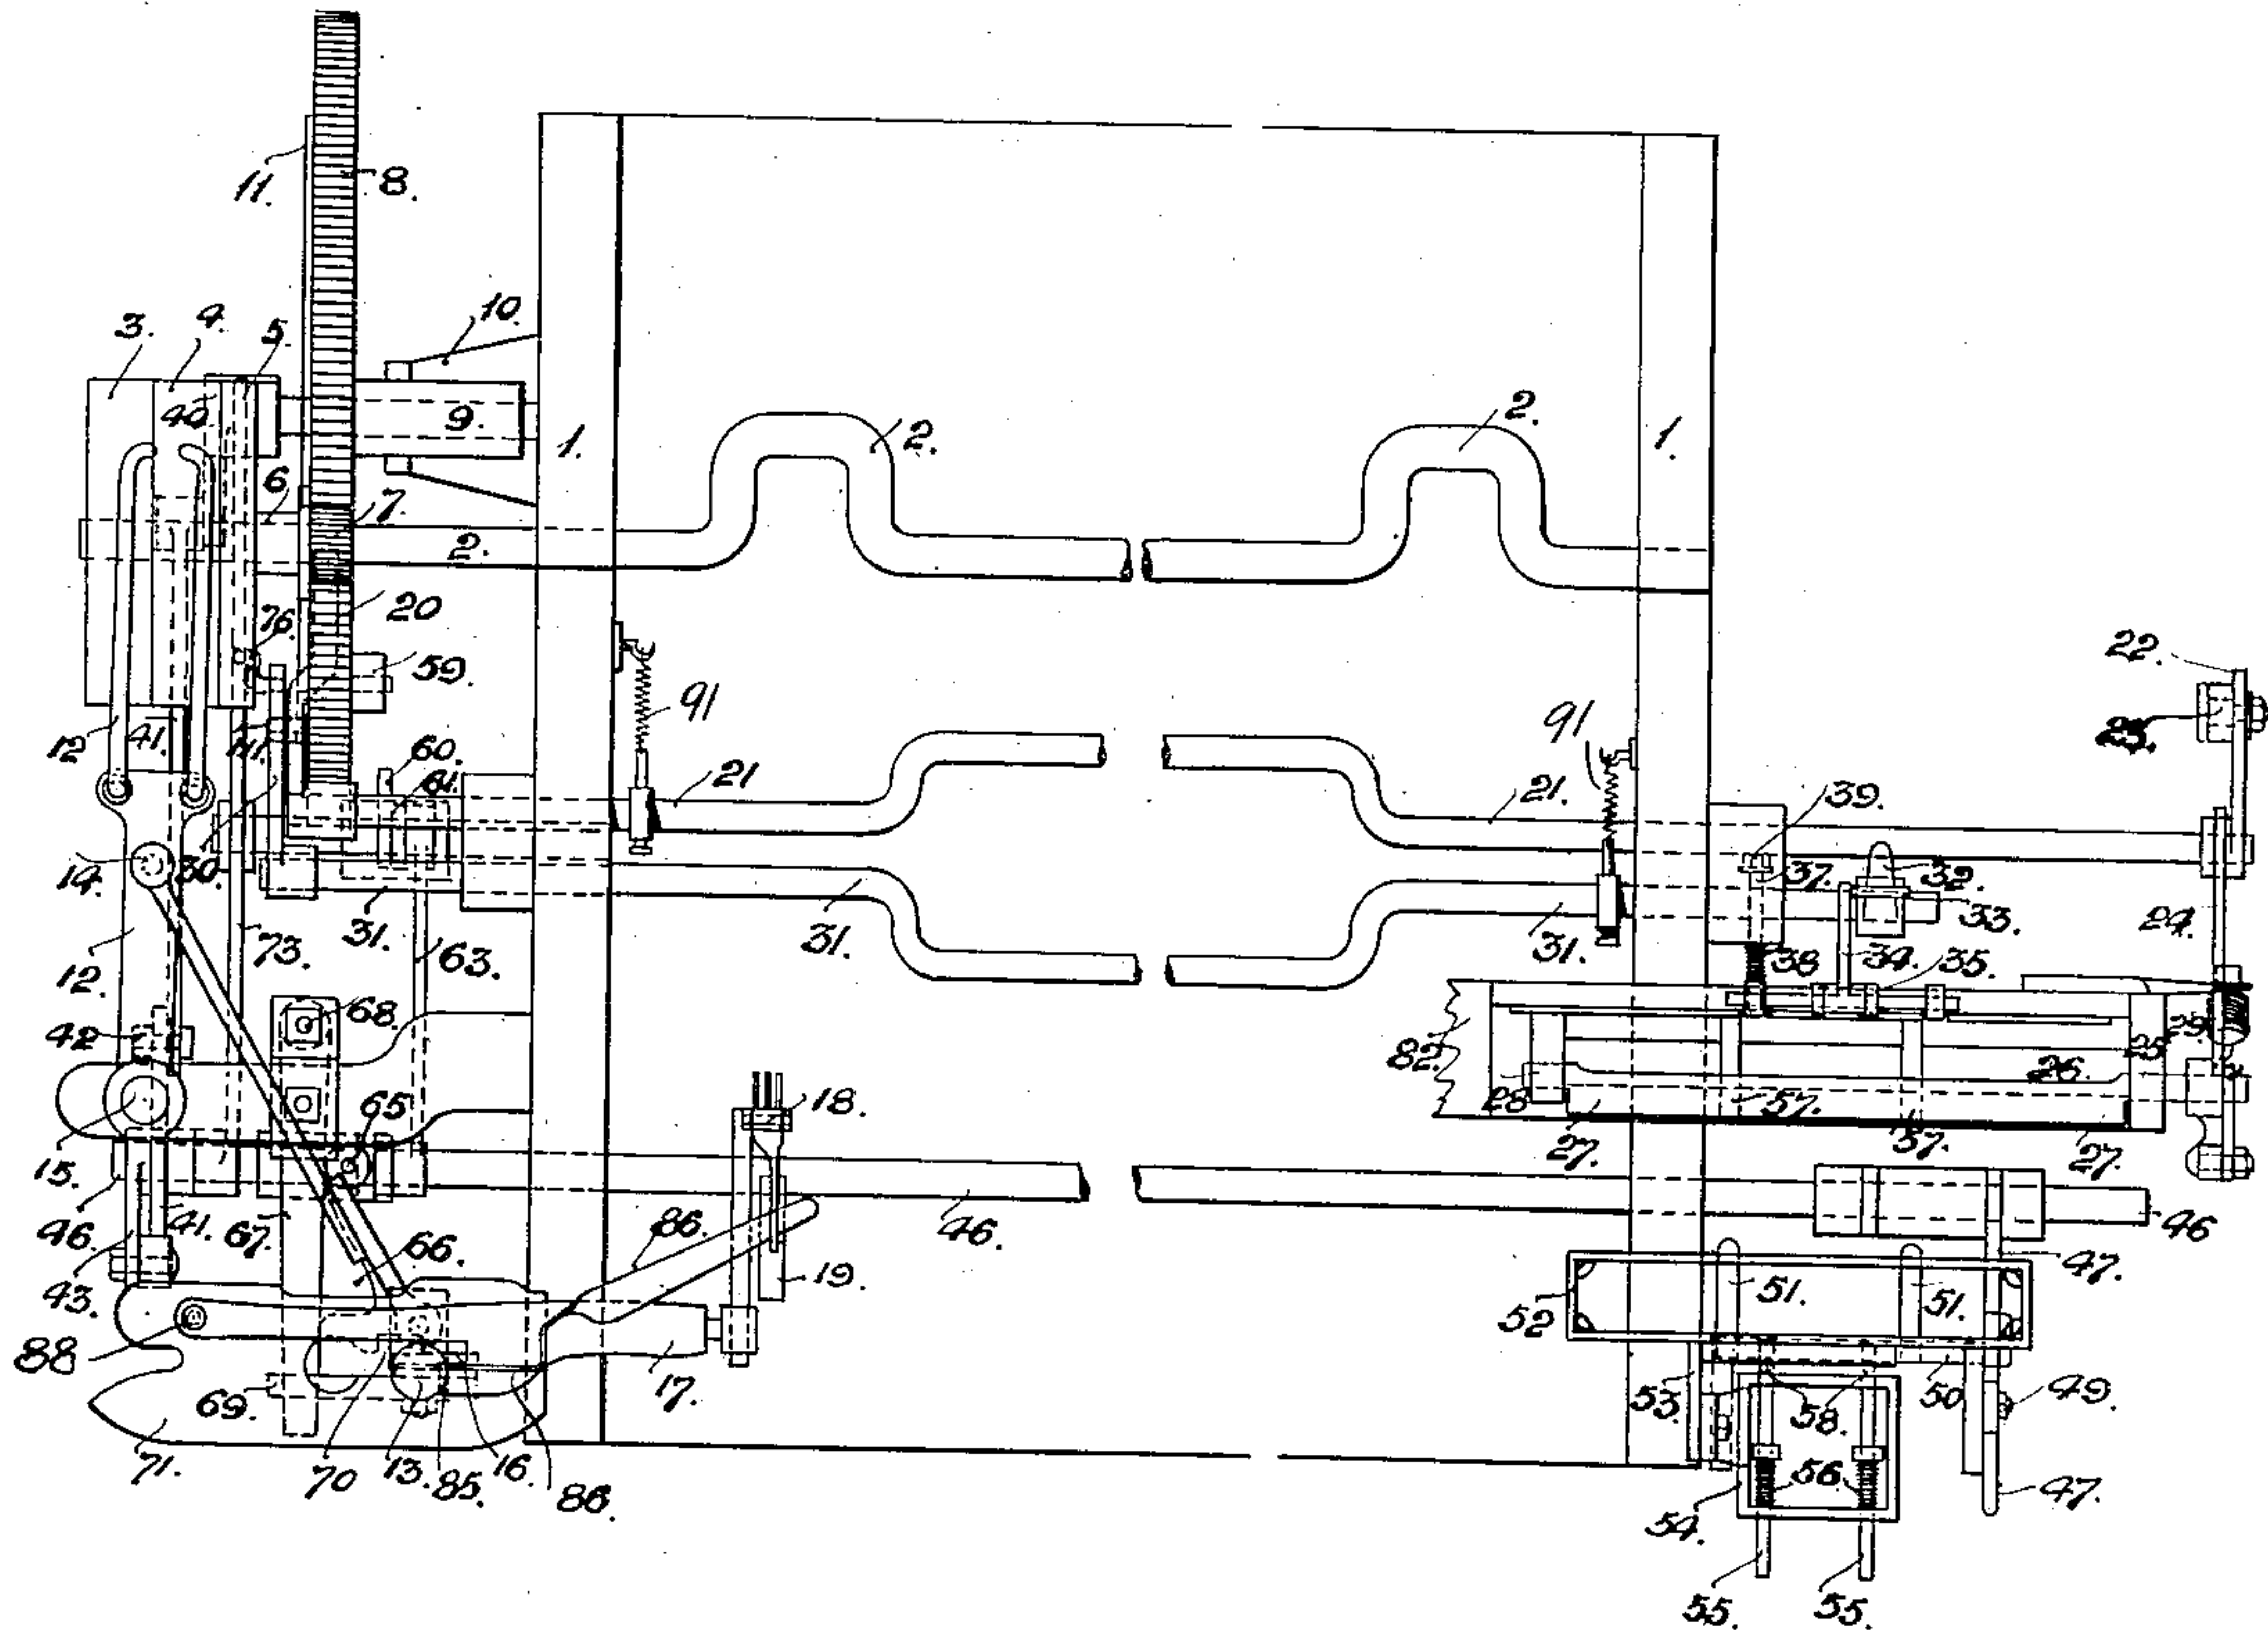 11. 8.
3. 4. 5. 10.
40. 9. 1. 2. 2. 1.
6 7. 2.
20
76. 59. 22.
91 91 23.
12 41. 60.
61. 21 21. 39.
14. 30. 37. 32.
31. 31. 31. 33. 24.
12. 73. 63. 38 34. 35.
68.
42 82. 25. 29.
65 18. 28 57. 26.
15. 27. 57. 27.
46. 41. 67. 66. 86. 46. 46
43. 19. 52 51. 51. 47.
88 17. 53. 58. 50. 49.
69. 56.
71. 70 13. 85. 16. 86. 54. 47.
55. 55.